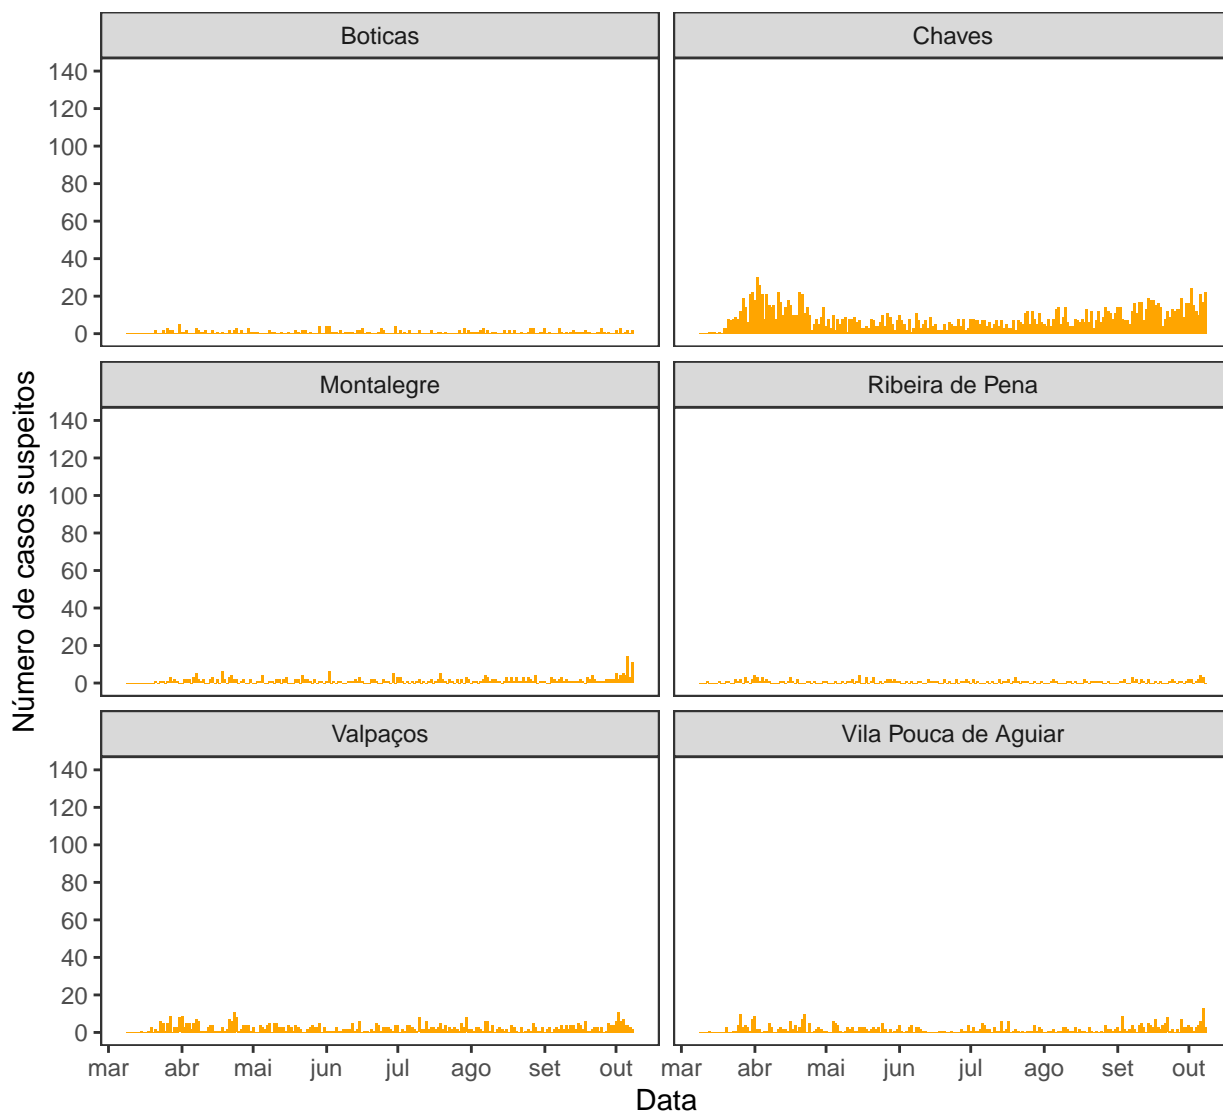 Boticas
Chaves
140
120
100
80
60
40
20
0
Montalegre
Ribeira de Pena
140
120
100
80
60
40
20
0
Valpaços
Vila Pouca de Aguiar
140
120
100
80
60
40
20
0
mar abr mai jun jul ago set out
mar abr mai jun jul ago set out
Data
Número de casos suspeitos